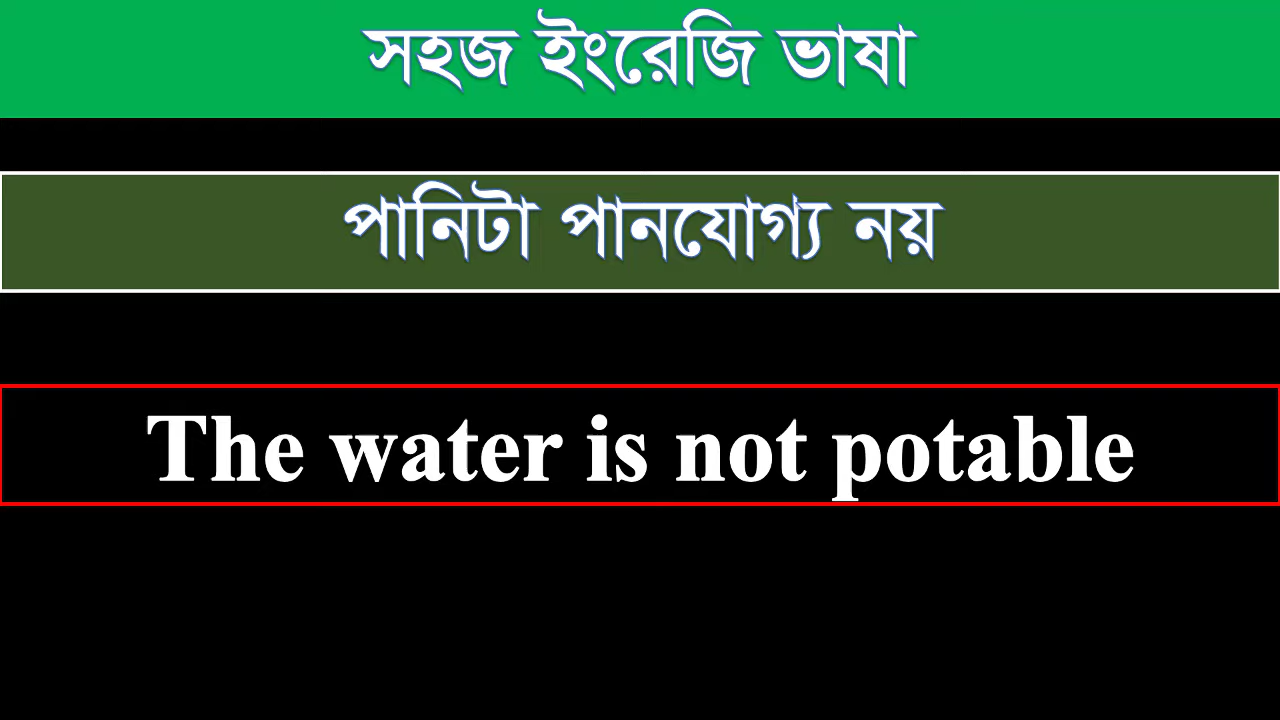 সহজ ইংরেজি ভাষা
পানিটা পানযোগ্য নয়
The water is not potable